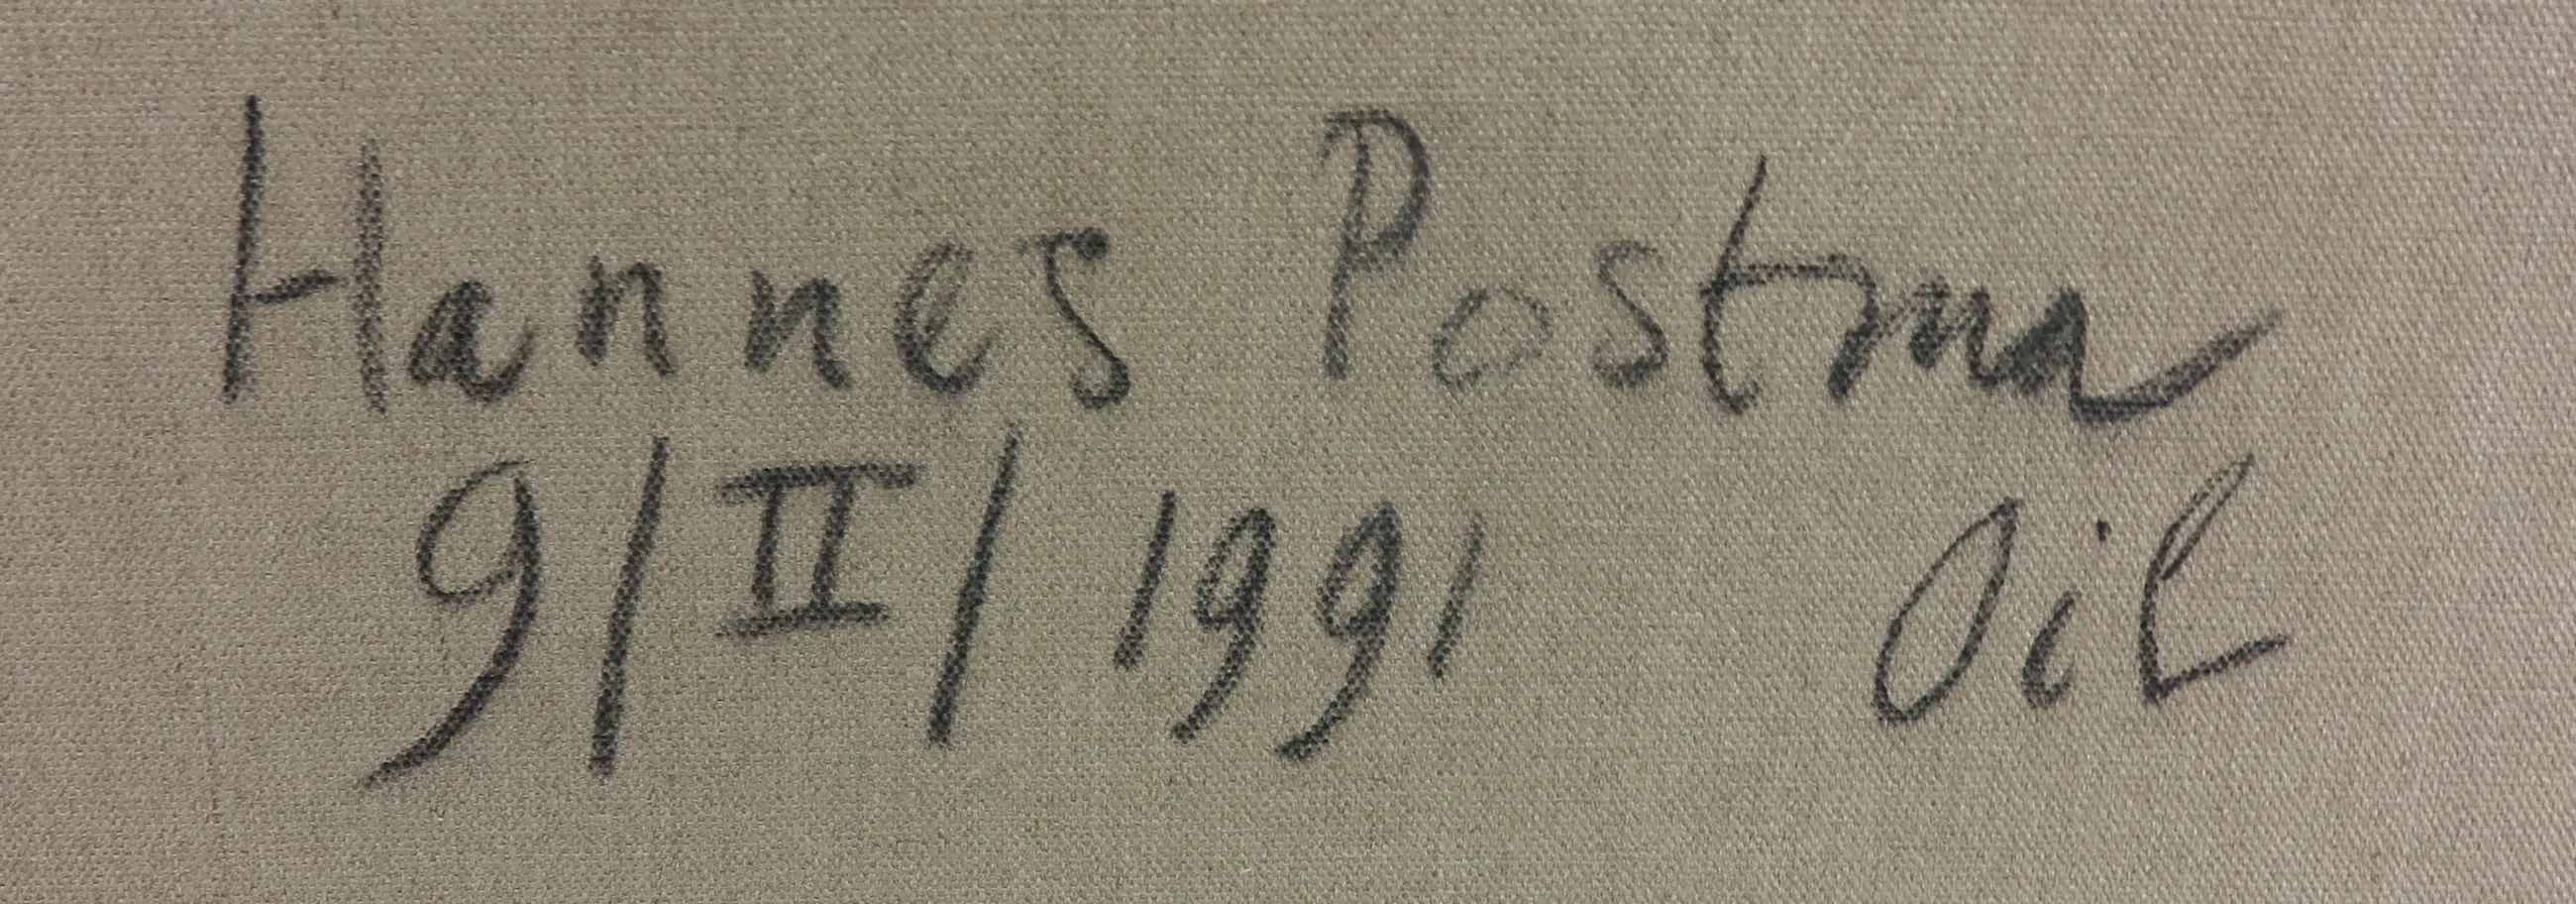 Hannes Postma
9/II/1991 Oil